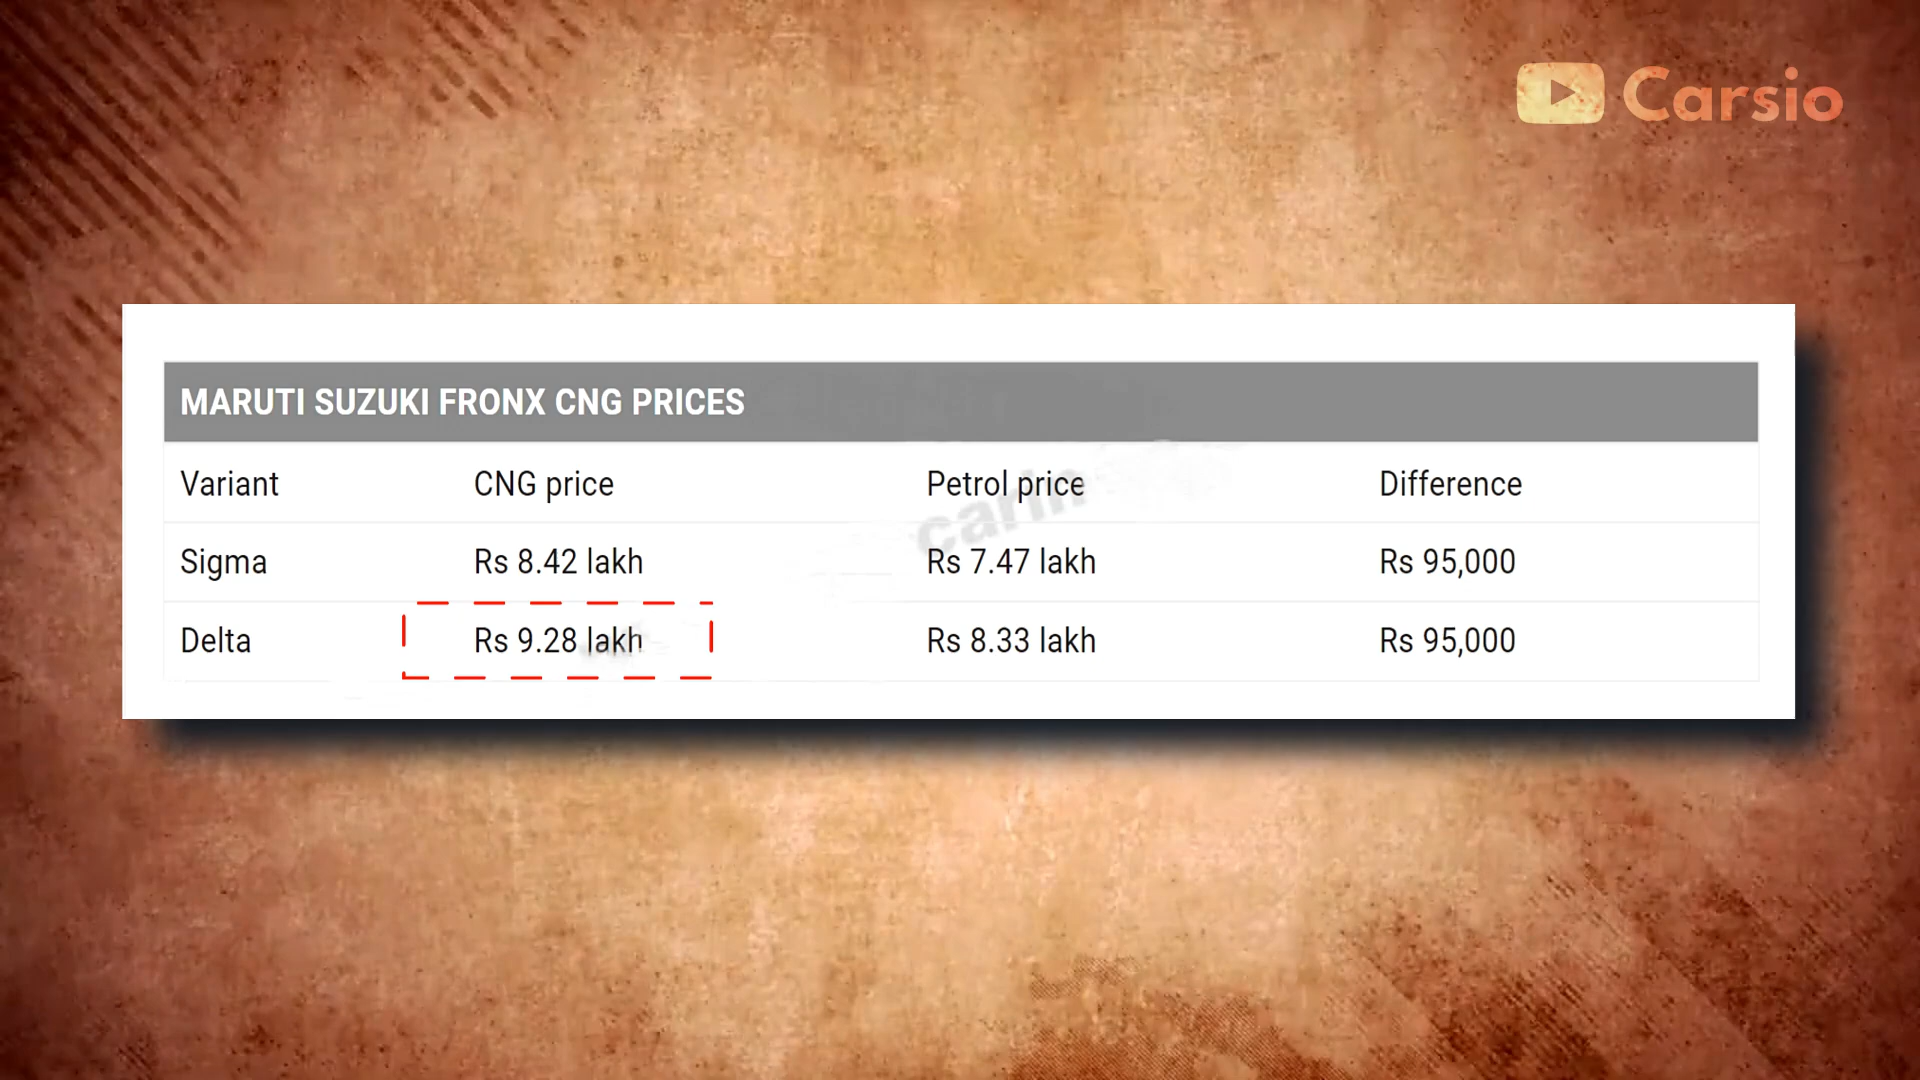 Carsio
MARUTI SUZUKI FRONX CNG PRICES
Variant CNG price Petrol price Difference
carin
Sigma Rs 8.42 lakh Rs 7.47 lakh Rs 95,000
Delta Rs 9.28 lakh Rs 8.33 lakh Rs 95,000